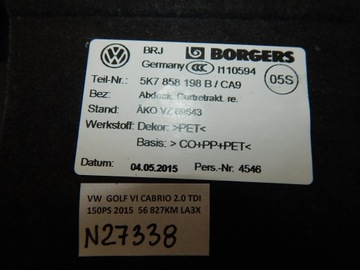 BRJ BORGERS
Germany CCC I110594
05S
Teil-Nr.: 5K7 858 198 B / CA9
Bez: Abdeck. Gurtretrakt. re.
Stand: ÄKO VZ 69643
Werkstoff: Dekor: >PET<
Basis: > CO+PP+PET<
Datum: 04.05.2015 Pers.-Nr. 4546
VW GOLF VI CABRIO 2.0 TDI
150PS 2015 56 827KM LA3X
N27338